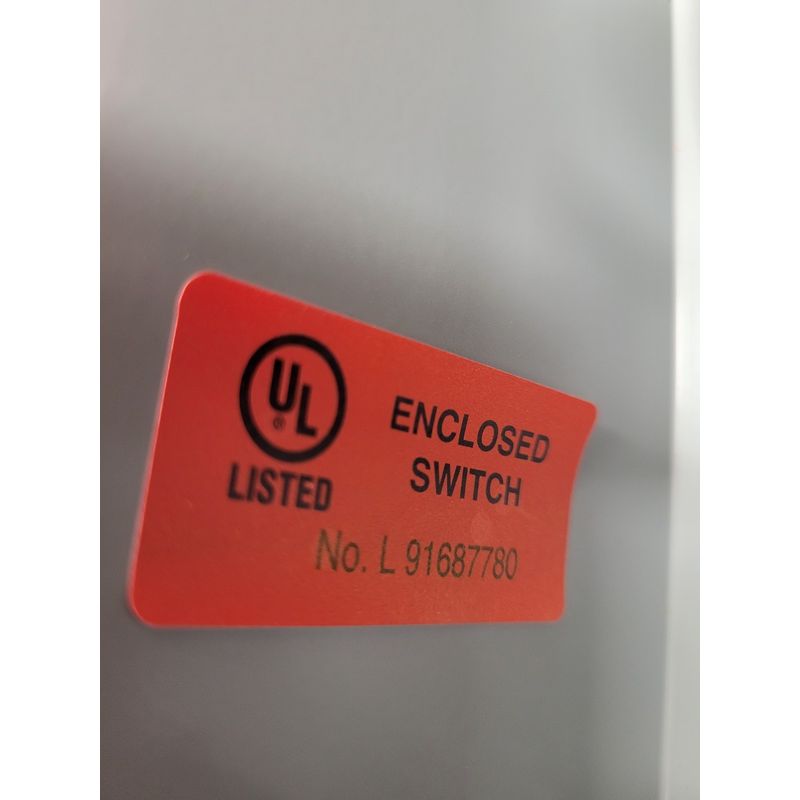 UL ®
LISTED
ENCLOSED
SWITCH
No. L 91687780